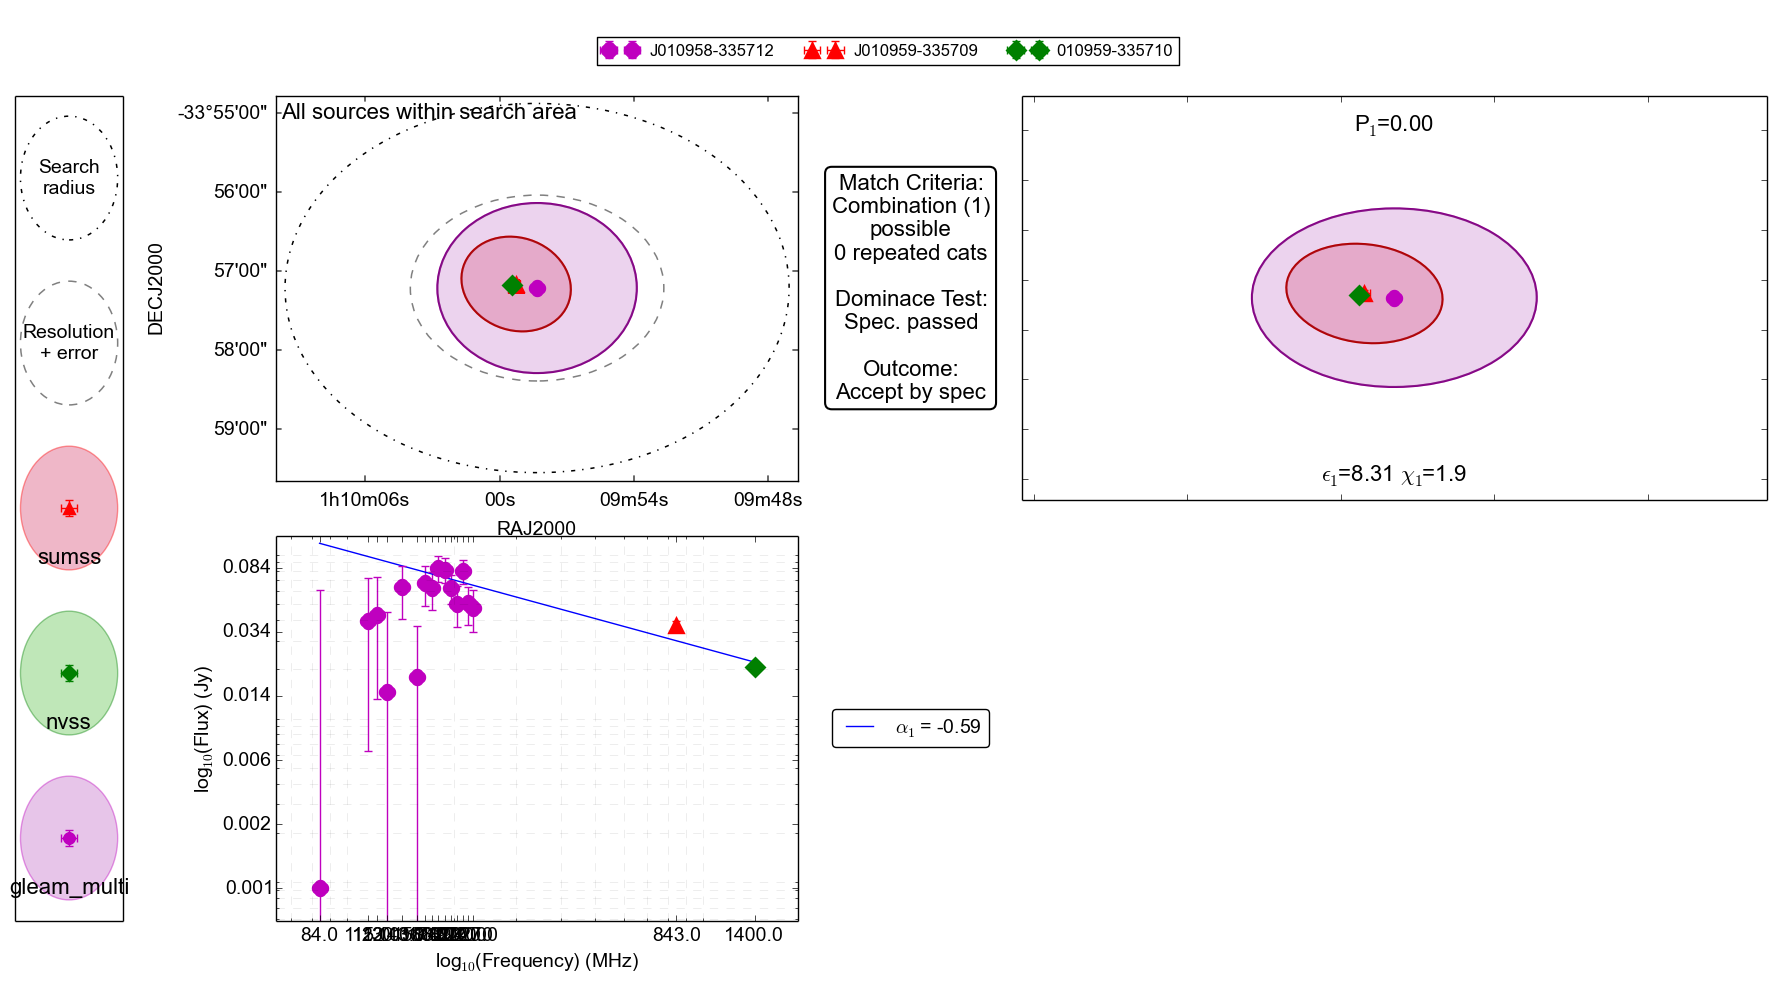 J010958-335712 J010959-335709 010959-335710
Search
radius
Resolution
+ error
sumss
nvss
gleam_multi
All sources within search area
-33°55'00"
56'00"
57'00"
58'00"
59'00"
DECJ2000
1h10m06s 00s 09m54s 09m48s
RAJ2000
Match Criteria:
Combination (1)
possible
0 repeated cats
Dominace Test:
Spec. passed
Outcome:
Accept by spec
P₁=0.00
ϵ₁=8.31 χ₁=1.9
0.084
0.034
0.014
0.006
0.002
0.001
log₁₀(Flux) (Jy)
84.0 843.0 1400.0
log₁₀(Frequency) (MHz)
α₁ = -0.59